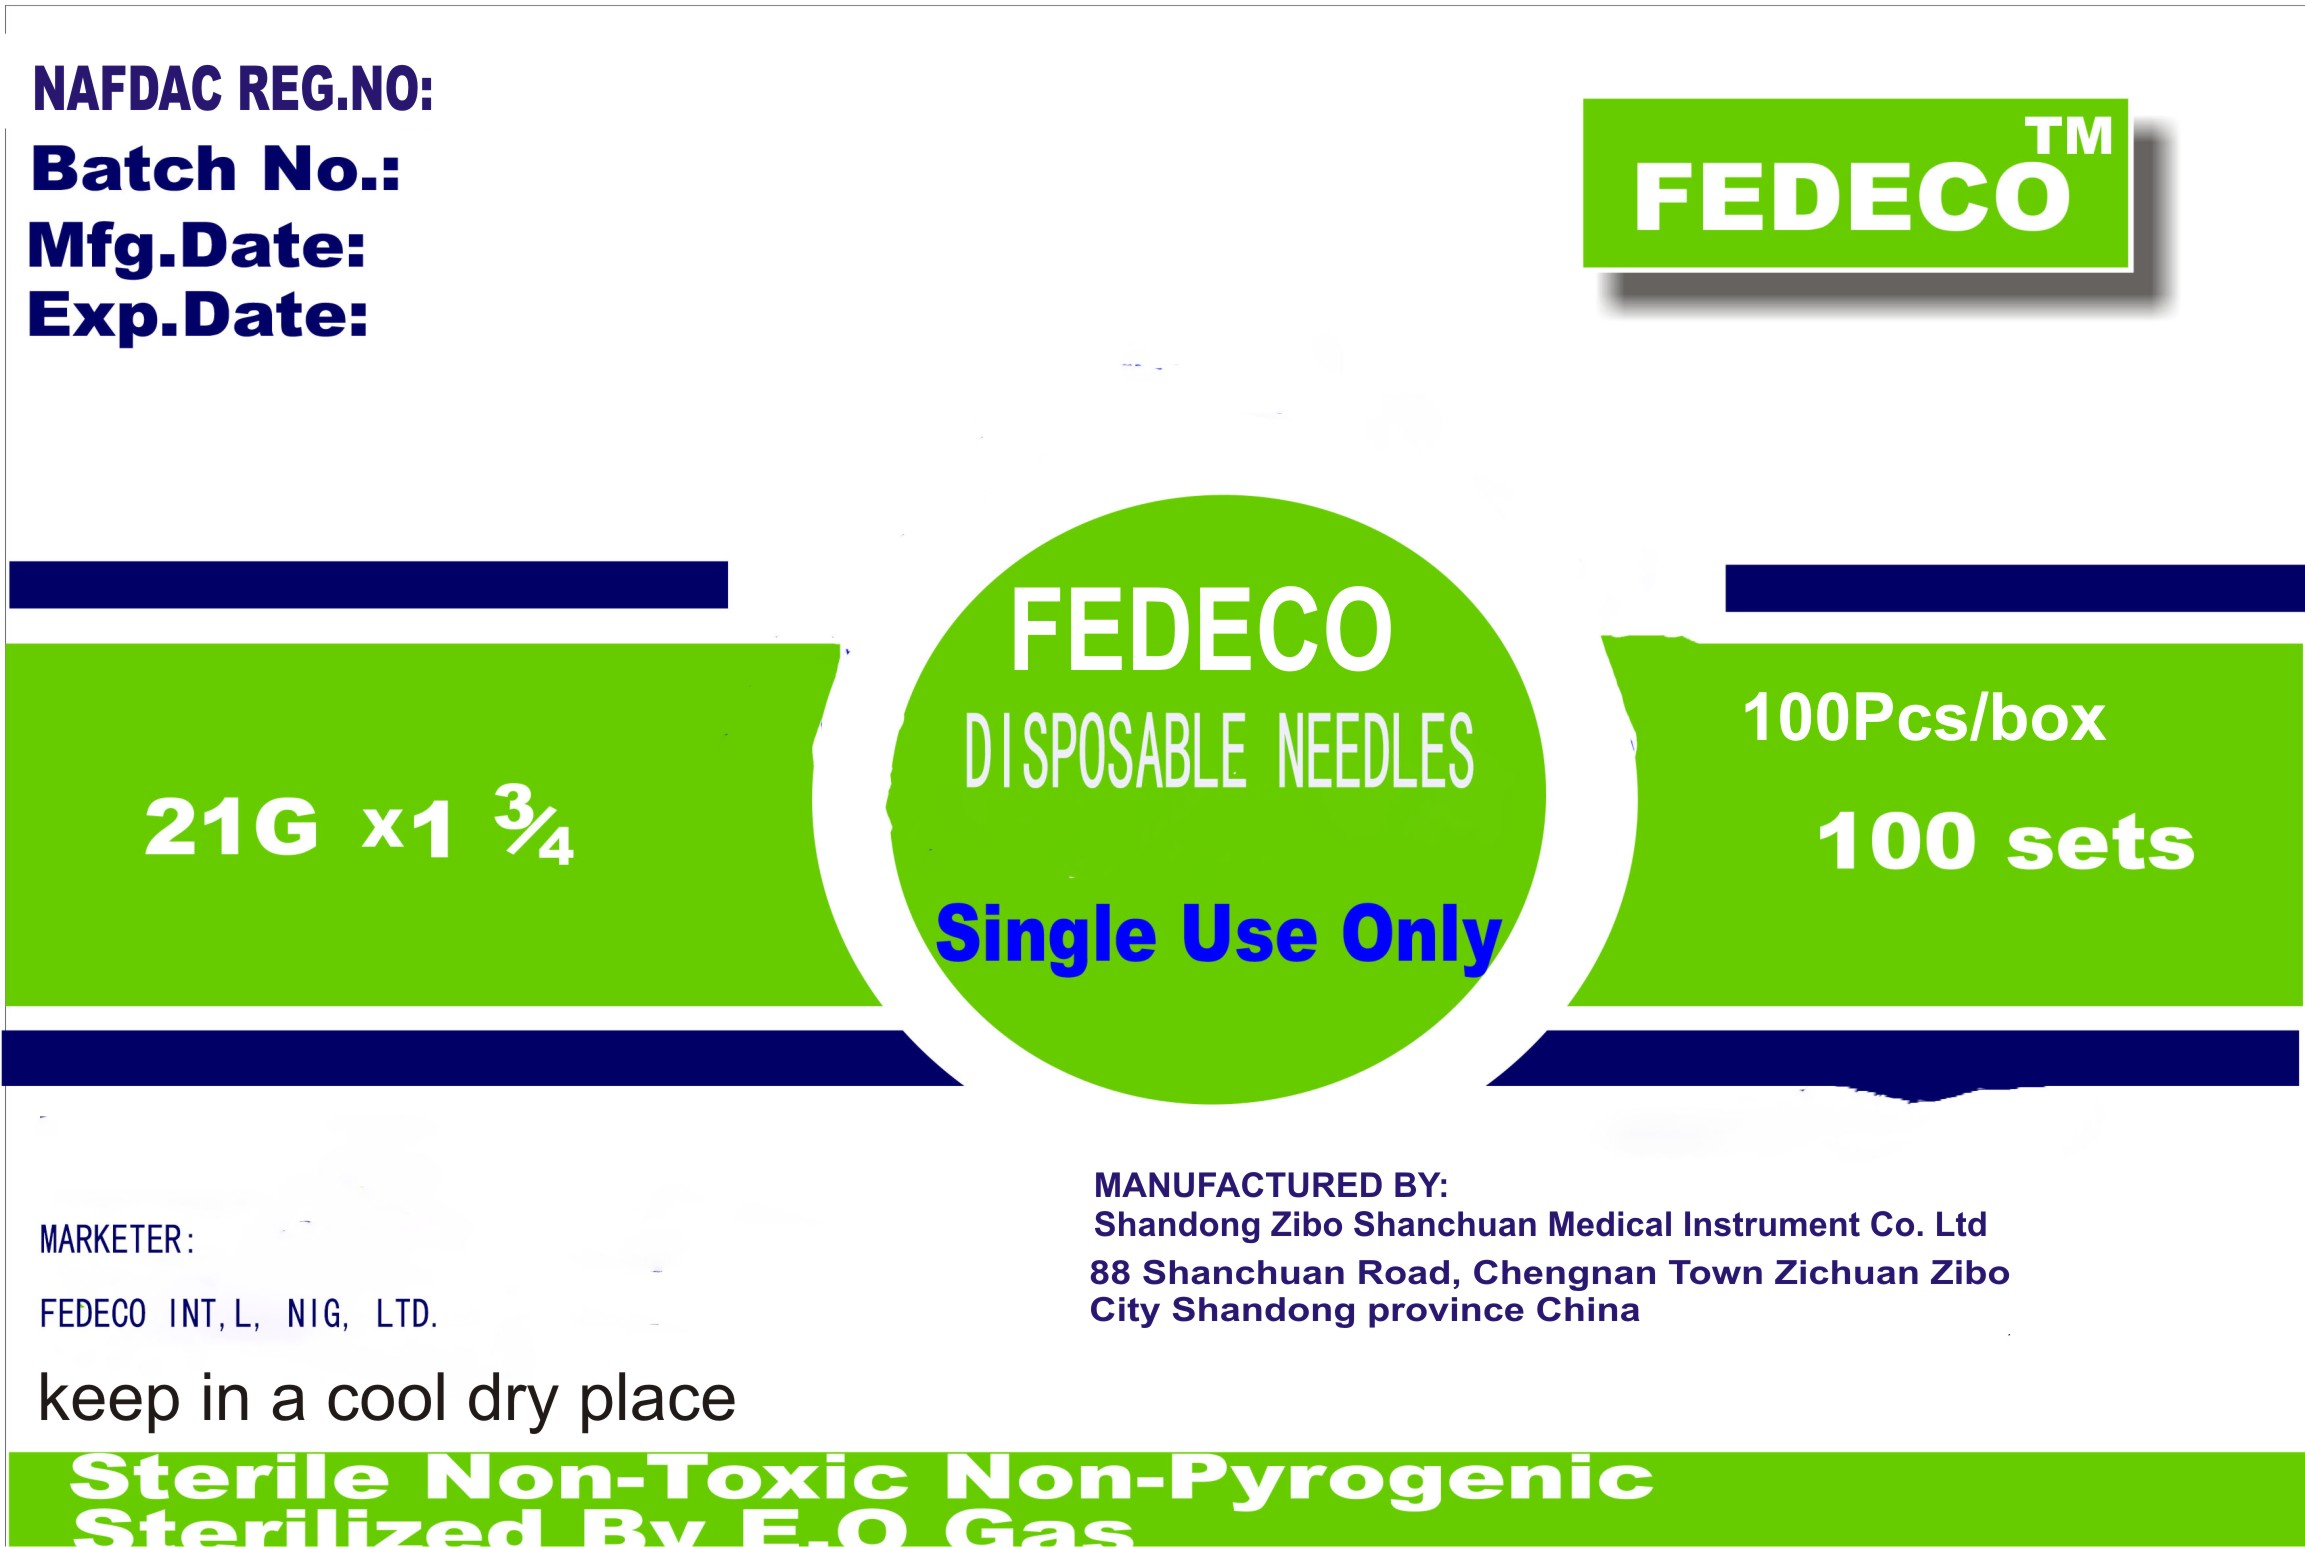 NAFDAC REG.NO:
Batch No.:
Mfg.Date:
Exp.Date:
FEDECO™
FEDECO
DISPOSABLE NEEDLES
Single Use Only
21G x1 ¾
100Pcs/box
100 sets
MARKETER:
FEDECO INT,L, NIG, LTD.
keep in a cool dry place
MANUFACTURED BY:
Shandong Zibo Shanchuan Medical Instrument Co. Ltd
88 Shanchuan Road, Chengnan Town Zichuan Zibo
City Shandong province China
Sterile Non-Toxic Non-Pyrogenic
Sterilized By E.O Gas